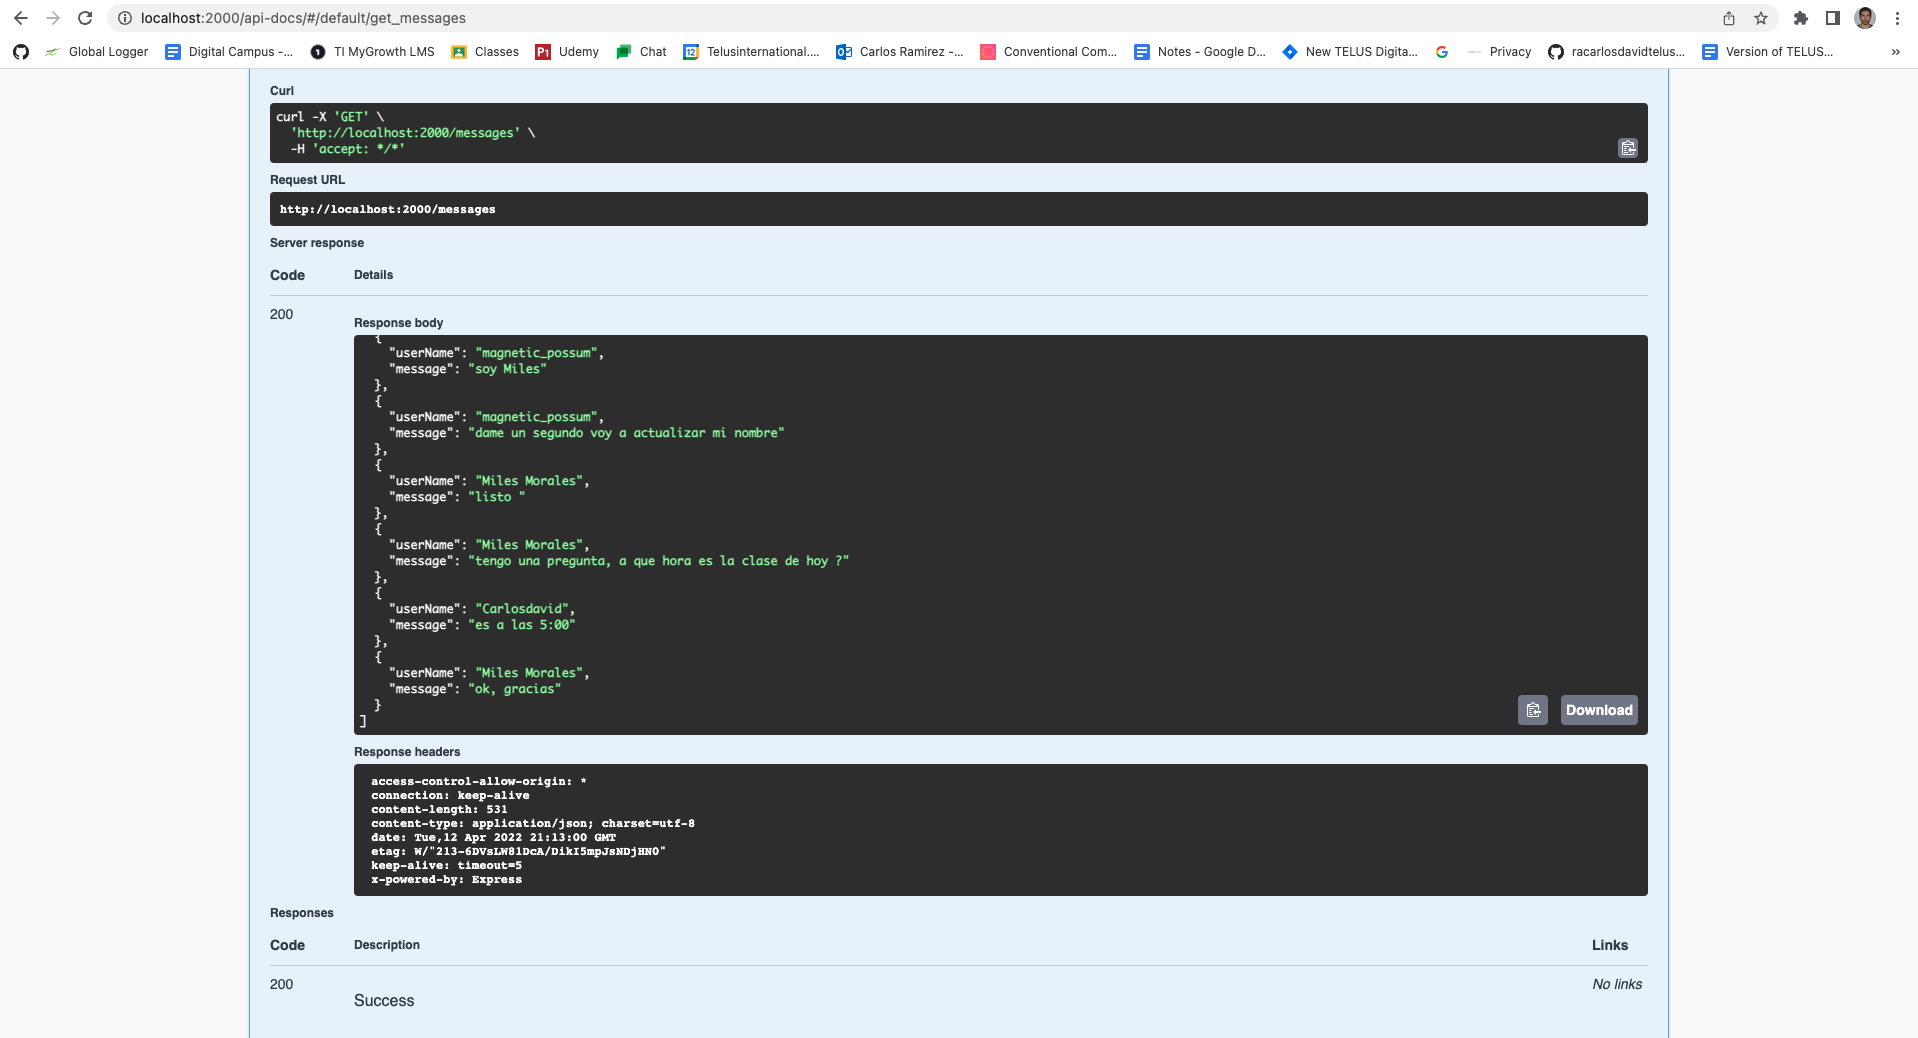 localhost:2000/api-docs/#/default/get_messages
Global Logger
Digital Campus -...
TI MyGrowth LMS
Classes
P1 Udemy
Chat
12 Telusinternational....
Carlos Ramirez -...
Conventional Com...
Notes - Google D...
New TELUS Digita...
Privacy
racarlosdavidtelus...
Version of TELUS...
»
Curl
curl -X 'GET' \
'http://localhost:2000/messages' \
-H 'accept: */*'
Request URL
http://localhost:2000/messages
Server response
Code Details
200
Response body
{
"userName": "magnetic_possum",
"message": "soy Miles"
},
{
"userName": "magnetic_possum",
"message": "dame un segundo voy a actualizar mi nombre"
},
{
"userName": "Miles Morales",
"message": "listo "
},
{
"userName": "Miles Morales",
"message": "tengo una pregunta, a que hora es la clase de hoy ?"
},
{
"userName": "Carlosdavid",
"message": "es a las 5:00"
},
{
"userName": "Miles Morales",
"message": "ok, gracias"
}
]
Download
Response headers
access-control-allow-origin: *
connection: keep-alive
content-length: 531
content-type: application/json; charset=utf-8
date: Tue,12 Apr 2022 21:13:00 GMT
etag: W/"213-6DVsLW81DcA/DikI5mpJsNDjHN0"
keep-alive: timeout=5
x-powered-by: Express
Responses
Code Description Links
200 No links
Success